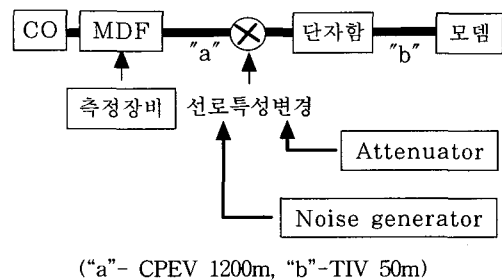 CO MDF "a" 단자함 "b" 모뎀
측정장비 선로특성변경
Attenuator
Noise generator
("a"- CPEV 1200m, "b"-TIV 50m)